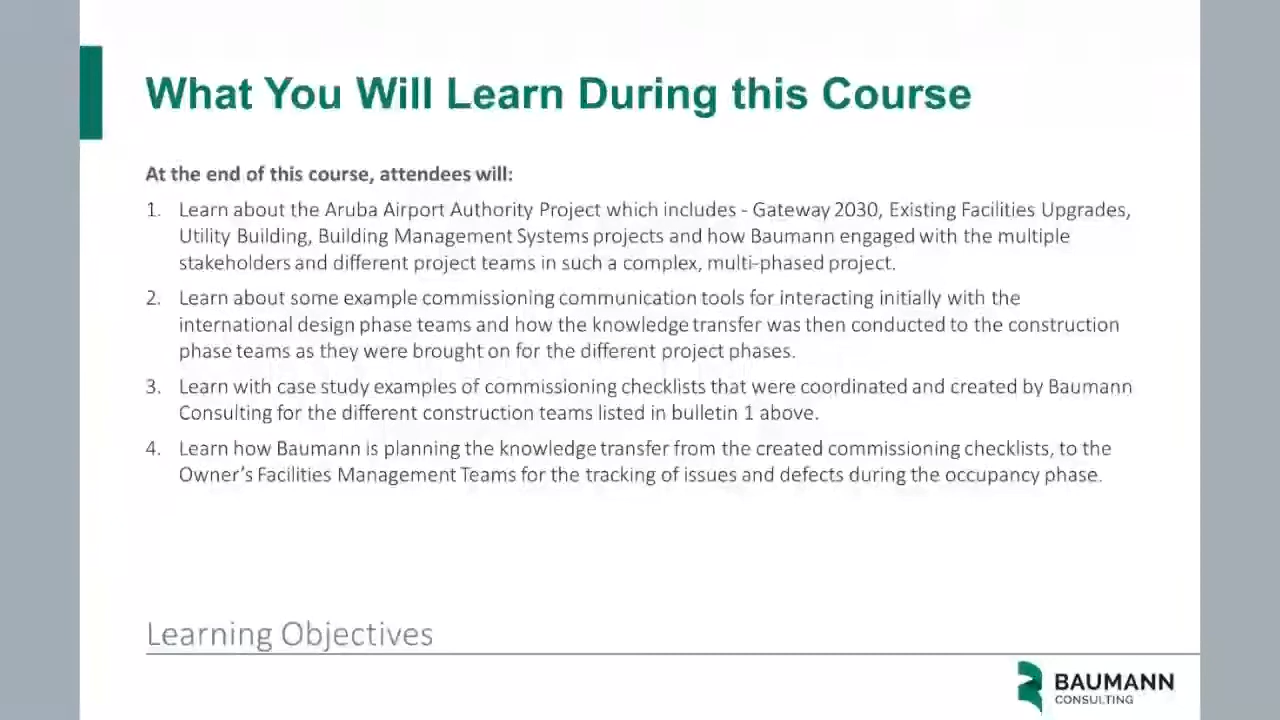 What You Will Learn During this Course
At the end of this course, attendees will:
1. Learn about the Aruba Airport Authority Project which includes - Gateway 2030, Existing Facilities Upgrades,
Utility Building, Building Management Systems projects and how Baumann engaged with the multiple
stakeholders and different project teams in such a complex, multi-phased project.
2. Learn about some example commissioning communication tools for interacting initially with the
international design phase teams and how the knowledge transfer was then conducted to the construction
phase teams as they were brought on for the different project phases.
3. Learn with case study examples of commissioning checklists that were coordinated and created by Baumann
Consulting for the different construction teams listed in bulletin 1 above.
4. Learn how Baumann is planning the knowledge transfer from the created commissioning checklists, to the
Owner's Facilities Management Teams for the tracking of issues and defects during the occupancy phase.
Learning Objectives
BAUMANN
CONSULTING